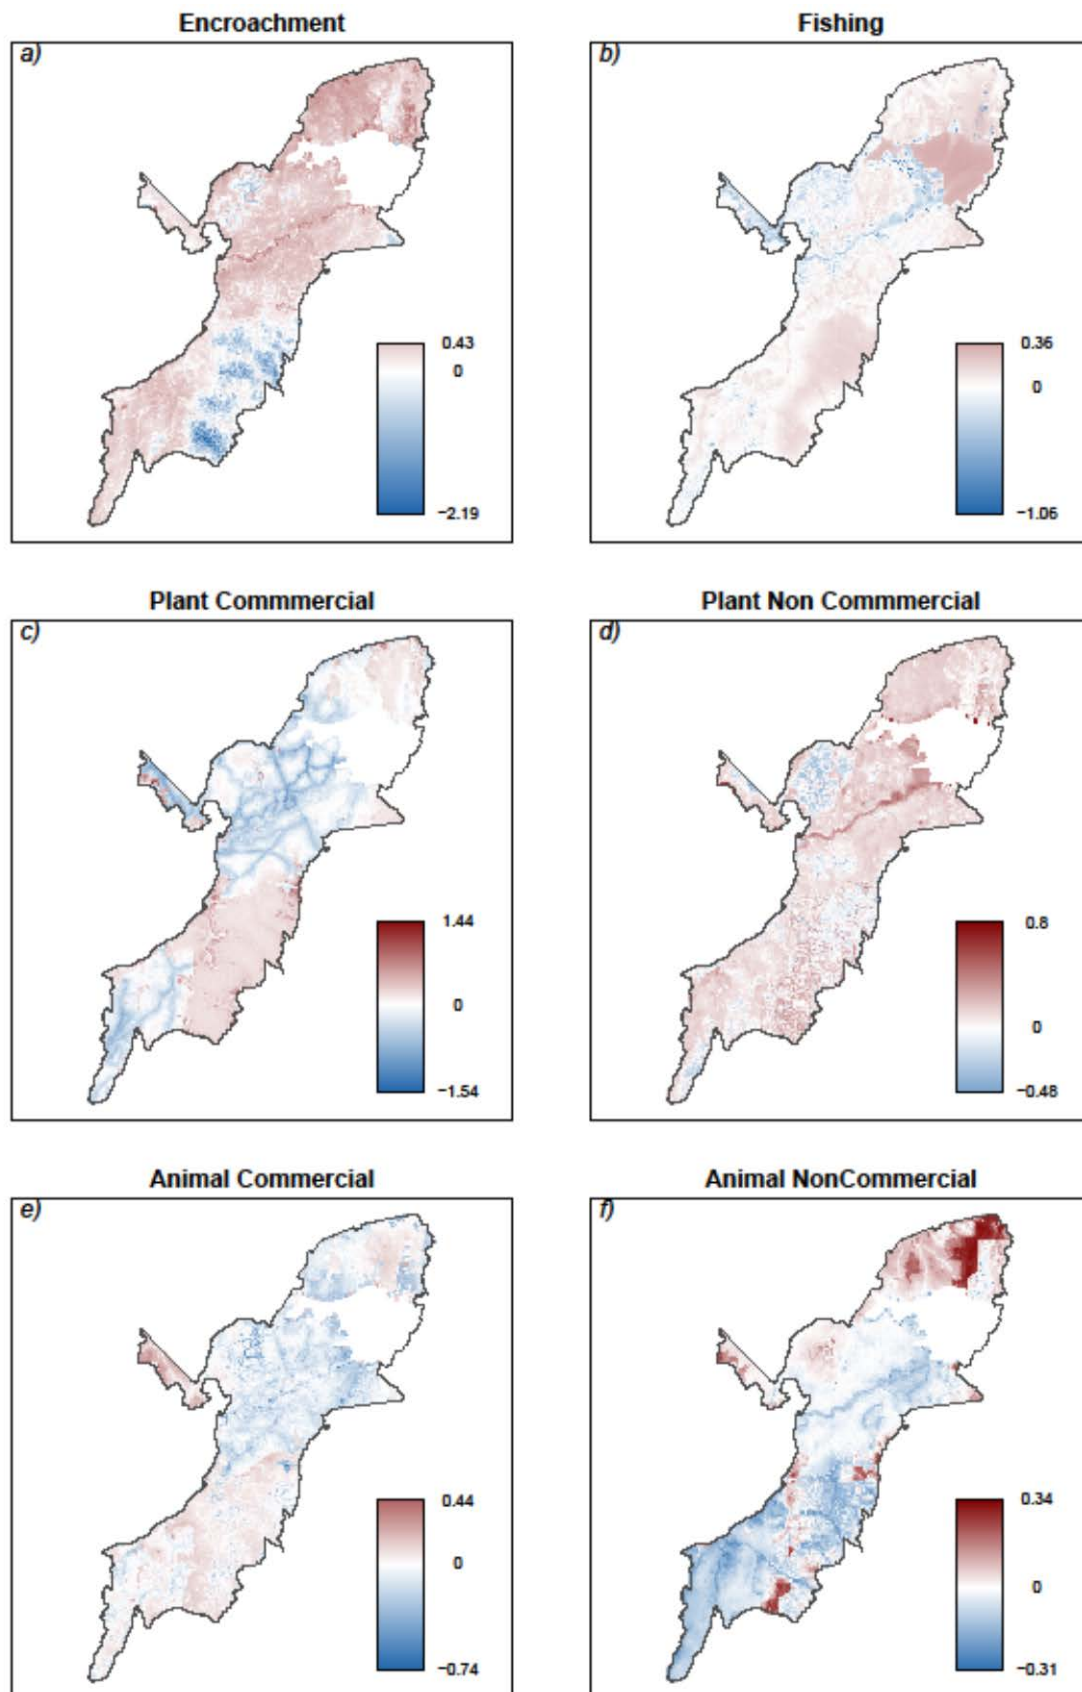 Encroachment
a)
0.43
0
−2.19
Fishing
b)
0.36
0
−1.06
Plant Commmercial
c)
1.44
0
−1.54
Plant Non Commmercial
d)
0.8
0
−0.48
Animal Commercial
e)
0.44
0
−0.74
Animal NonCommercial
f)
0.34
0
−0.31